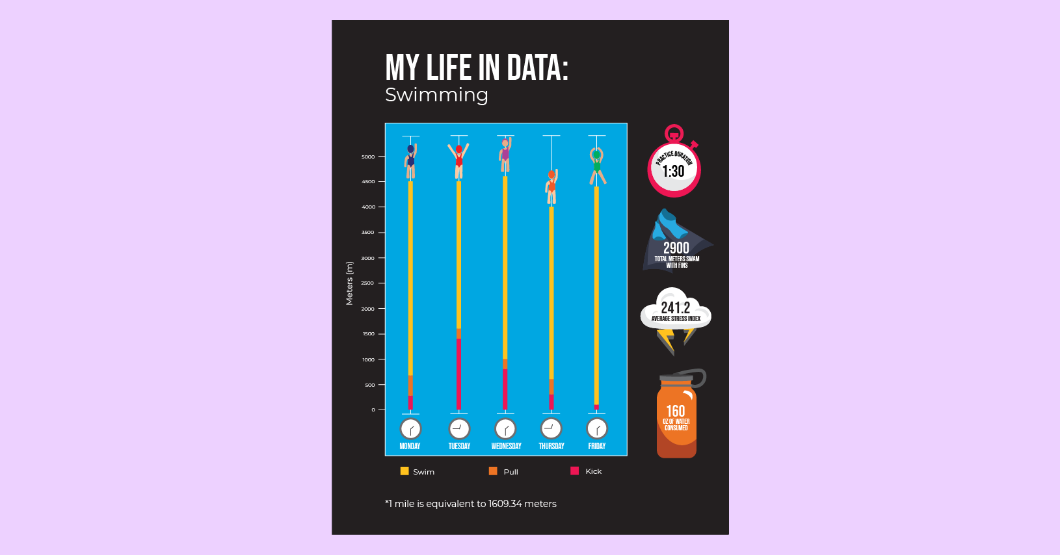 MY LIFE IN DATA:
Swimming
Meters (m)
5000
4500
4000
3500
3000
2500
2000
1500
1000
500
0
MONDAY
TUESDAY
WEDNESDAY
THURSDAY
FRIDAY
Swim
Pull
Kick
*1 mile is equivalent to 1609.34 meters
PRACTICE DURATION
1:30
2900
TOTAL METERS SWAM
WITH FINS
241.2
AVERAGE STRESS INDEX
160
OZ OF WATER
CONSUMED